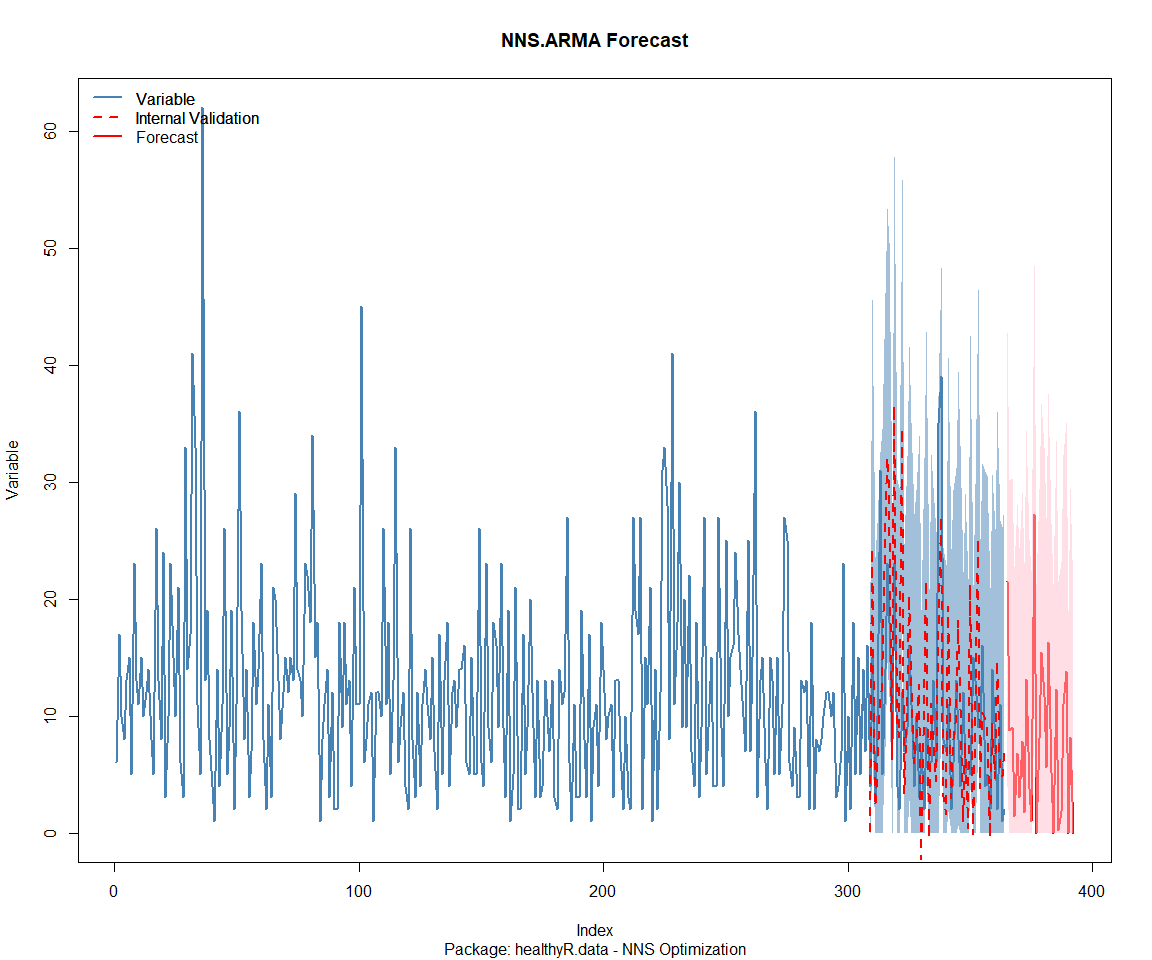 NNS.ARMA Forecast
Variable
Internal Validation
Forecast
60
50
40
30
20
10
0
Variable
0 100 200 300 400
Index
Package: healthyR.data - NNS Optimization